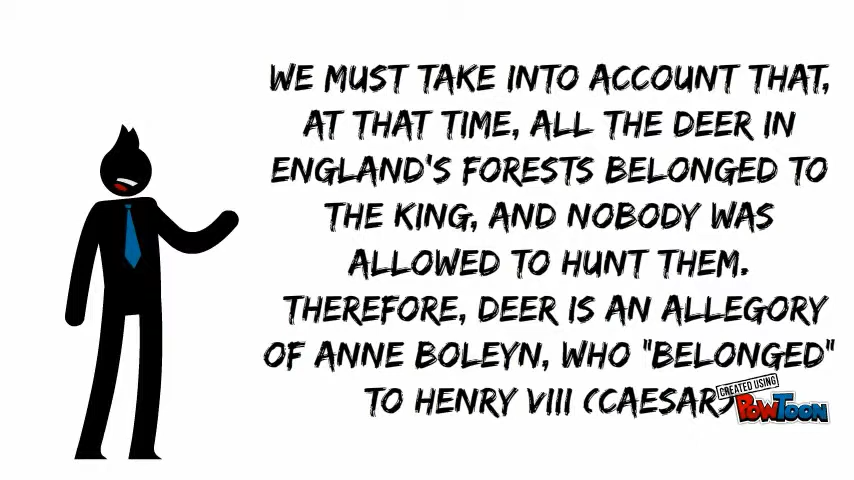 WE MUST TAKE INTO ACCOUNT THAT,
AT THAT TIME, ALL THE DEER IN
ENGLAND'S FORESTS BELONGED TO
THE KING, AND NOBODY WAS
ALLOWED TO HUNT THEM.
THEREFORE, DEER IS AN ALLEGORY
OF ANNE BOLEYN, WHO "BELONGED"
TO HENRY VIII (CAESAR)
CREATED USING
POWTOON